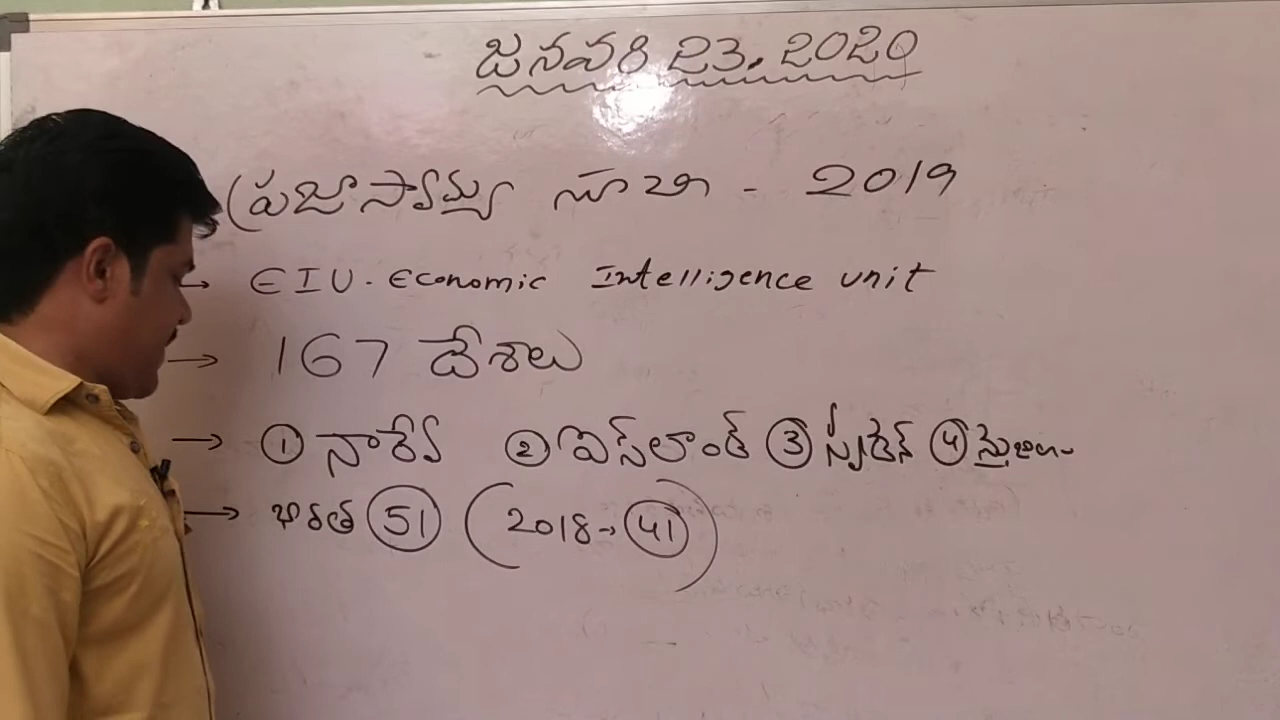 జనవరి 23, 2020
ప్రజాస్వామ్య సూచీ - 2019
→ EIU - Economic Intelligence unit
→ 167 దేశాలు
→ ① నార్వే ② ఐస్‌లాండ్ ③ స్వీడన్ ④
→ భారత 51 (2018→ 41)